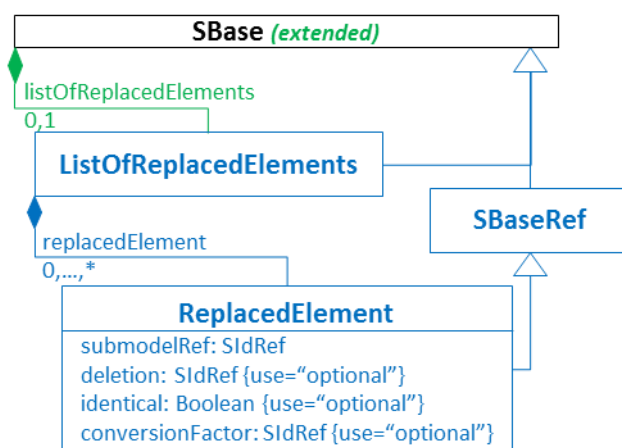 SBase (extended)
listOfReplacedElements
0,1
ListOfReplacedElements
SBaseRef
replacedElement
0,...,*
ReplacedElement
submodelRef: SIdRef
deletion: SIdRef {use=“optional”}
identical: Boolean {use=“optional”}
conversionFactor: SIdRef {use=“optional”}